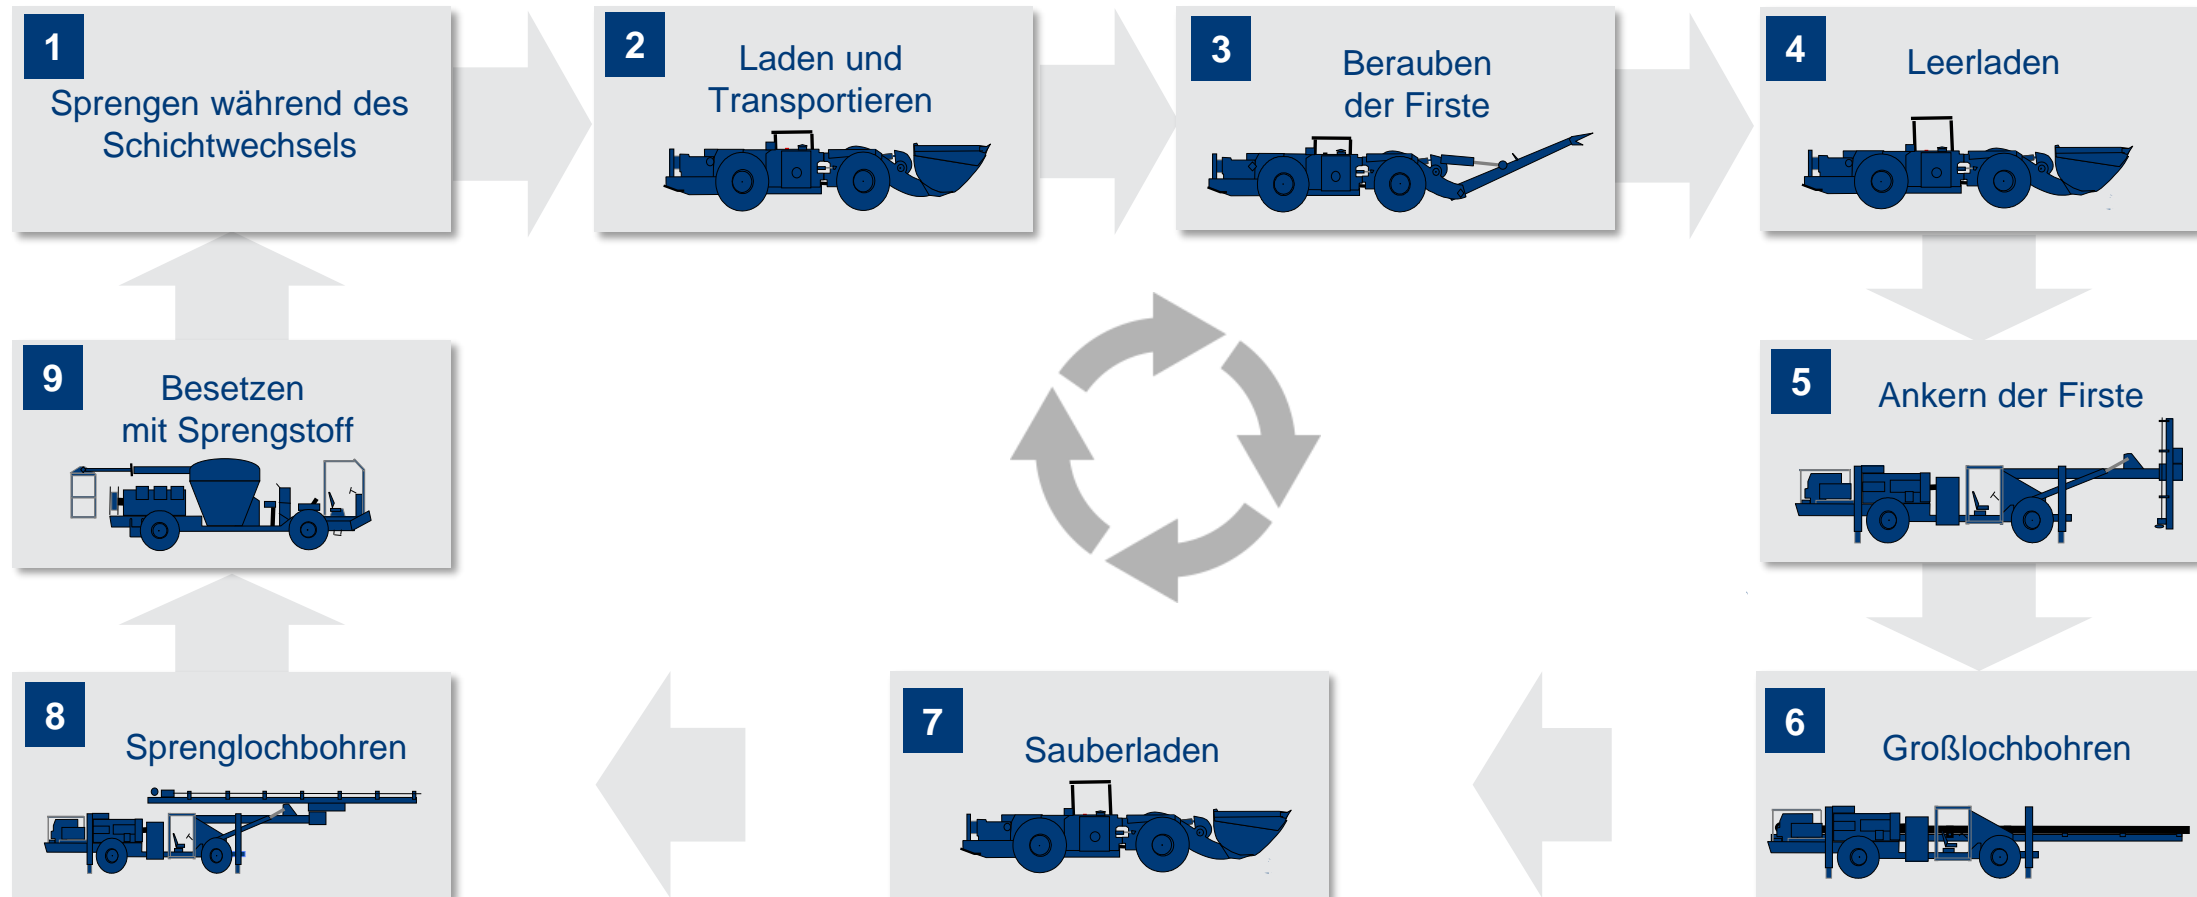 1
Sprengen während des
Schichtwechsels
2
Laden und
Transportieren
3
Berauben
der Firste
4
Leerladen
5
Ankern der Firste
6
Großlochbohren
7
Sauberladen
8
Sprenglochbohren
9
Besetzen
mit Sprengstoff